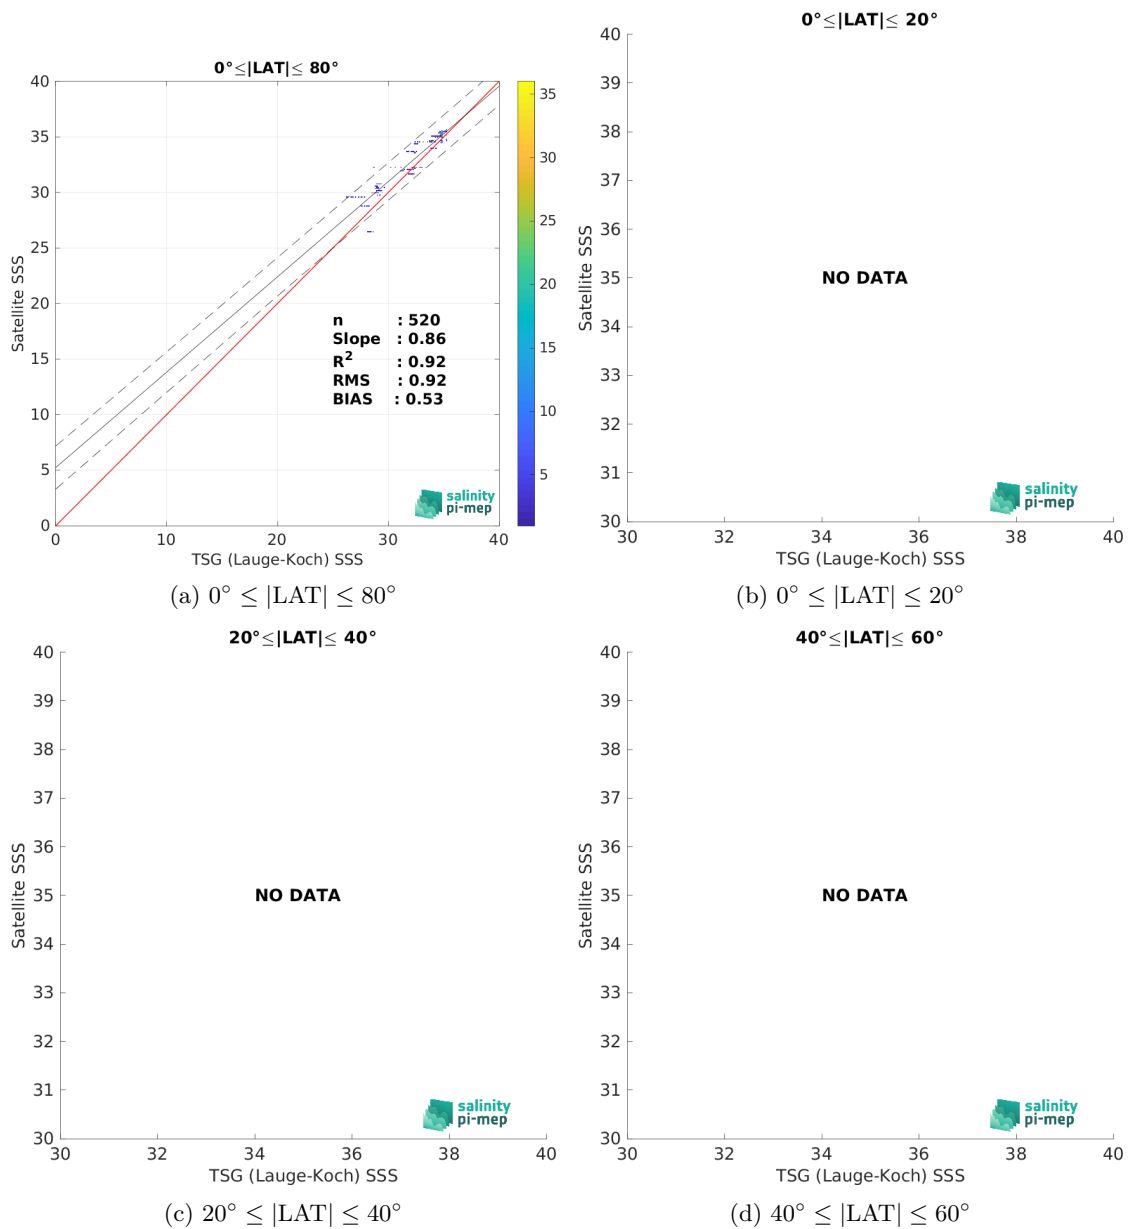 0°≤|LAT|≤ 80°
40
35
30
25
20
15
10
5
0
Satellite SSS
0
10
20
30
40
TSG (Lauge-Koch) SSS
n : 520
Slope : 0.86
R2 : 0.92
RMS : 0.92
BIAS : 0.53
salinity
pi-mep
35
30
25
20
15
10
5
(a) 0° ≤ |LAT| ≤ 80°
0°≤|LAT|≤ 20°
40
39
38
37
36
35
34
33
32
31
30
Satellite SSS
NO DATA
salinity
pi-mep
30
32
34
36
38
40
TSG (Lauge-Koch) SSS
(b) 0° ≤ |LAT| ≤ 20°
20°≤|LAT|≤ 40°
40
39
38
37
36
35
34
33
32
31
30
Satellite SSS
NO DATA
salinity
pi-mep
30
32
34
36
38
40
TSG (Lauge-Koch) SSS
(c) 20° ≤ |LAT| ≤ 40°
40°≤|LAT|≤ 60°
40
39
38
37
36
35
34
33
32
31
30
Satellite SSS
NO DATA
salinity
pi-mep
30
32
34
36
38
40
TSG (Lauge-Koch) SSS
(d) 40° ≤ |LAT| ≤ 60°